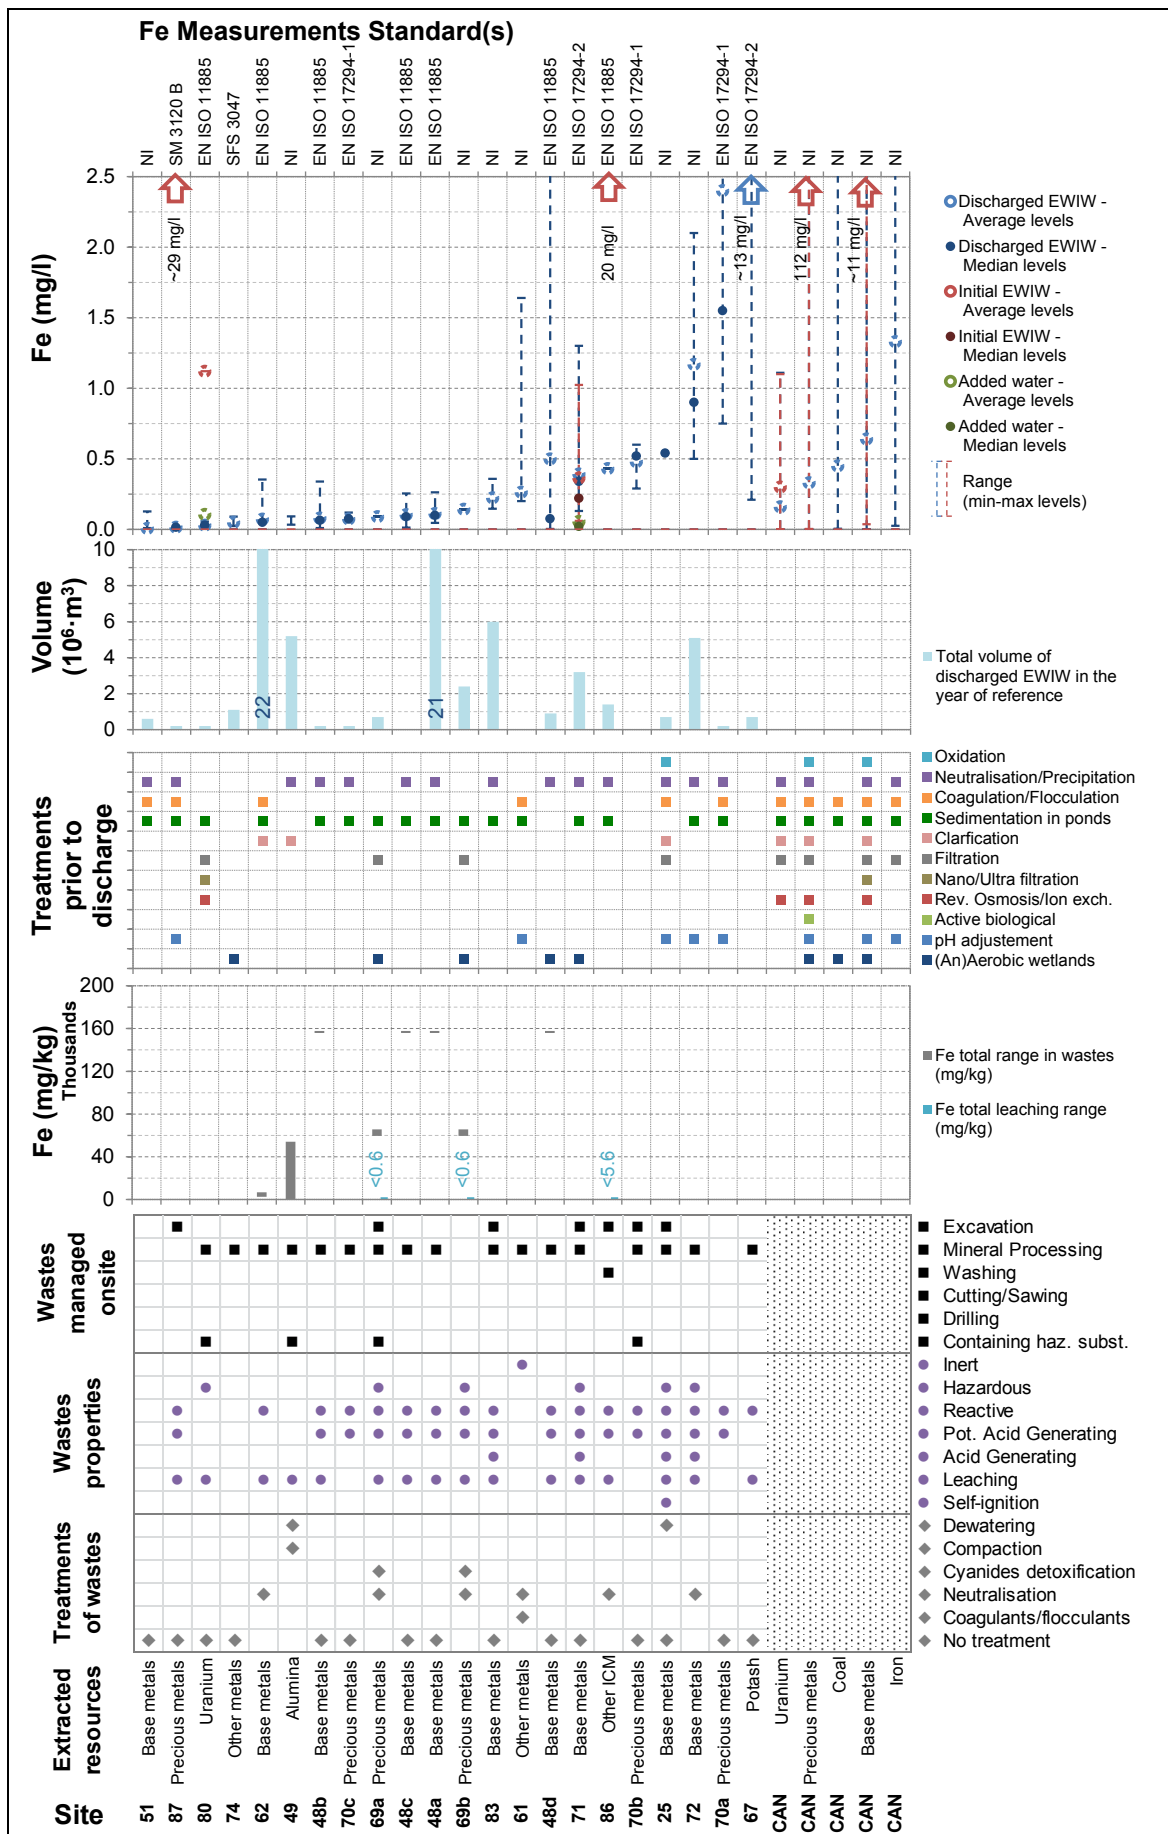 Fe Measurements Standard(s)
NI
SM 3120 B
EN ISO 11885
SFS 3047
EN ISO 11885
NI
EN ISO 11885
EN ISO 17294-1
NI
EN ISO 11885
EN ISO 11885
NI
NI
NI
EN ISO 11885
EN ISO 17294-2
EN ISO 11885
EN ISO 17294-1
NI
NI
EN ISO 17294-1
EN ISO 17294-2
NI
NI
NI
NI
NI
Fe (mg/l)
2.5
2.0
1.5
1.0
0.5
0.0
~29 mg/l
20 mg/l
~13 mg/l
112 mg/l
~11 mg/l
Discharged EWIW -
Average levels
Discharged EWIW -
Median levels
Initial EWIW -
Average levels
Initial EWIW -
Median levels
Added water -
Average levels
Added water -
Median levels
Range
(min-max levels)
Volume
(10⁶·m³)
10
8
6
4
2
0
22
21
Total volume of
discharged EWIW in the
year of reference
Treatments
prior to
discharge
Oxidation
Neutralisation/Precipitation
Coagulation/Flocculation
Sedimentation in ponds
Clarfication
Filtration
Nano/Ultra filtration
Rev. Osmosis/Ion exch.
Active biological
pH adjustement
(An)Aerobic wetlands
Fe (mg/kg)
Thousands
200
160
120
80
40
0
<0.6
<0.6
<5.6
Fe total range in wastes
(mg/kg)
Fe total leaching range
(mg/kg)
Wastes
managed
onsite
Excavation
Mineral Processing
Washing
Cutting/Sawing
Drilling
Containing haz. subst.
Wastes
properties
Inert
Hazardous
Reactive
Pot. Acid Generating
Acid Generating
Leaching
Self-ignition
Treatments
of wastes
Dewatering
Compaction
Cyanides detoxification
Neutralisation
Coagulants/flocculants
No treatment
Extracted
resources
Base metals
Precious metals
Uranium
Other metals
Base metals
Alumina
Base metals
Precious metals
Precious metals
Base metals
Base metals
Precious metals
Base metals
Other metals
Base metals
Base metals
Other ICM
Precious metals
Base metals
Base metals
Precious metals
Potash
Uranium
Precious metals
Coal
Base metals
Iron
Site
51
87
80
74
62
49
48b
70c
69a
48c
48a
69b
83
61
48d
71
86
70b
25
72
70a
67
CAN
CAN
CAN
CAN
CAN